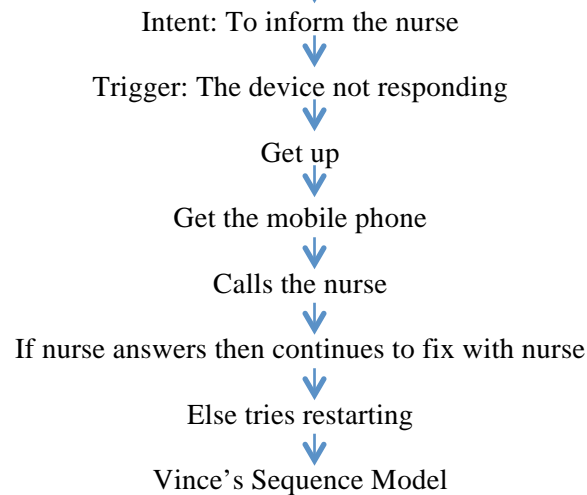 Intent: To inform the nurse
Trigger: The device not responding
Get up
Get the mobile phone
Calls the nurse
If nurse answers then continues to fix with nurse
Else tries restarting
Vince’s Sequence Model